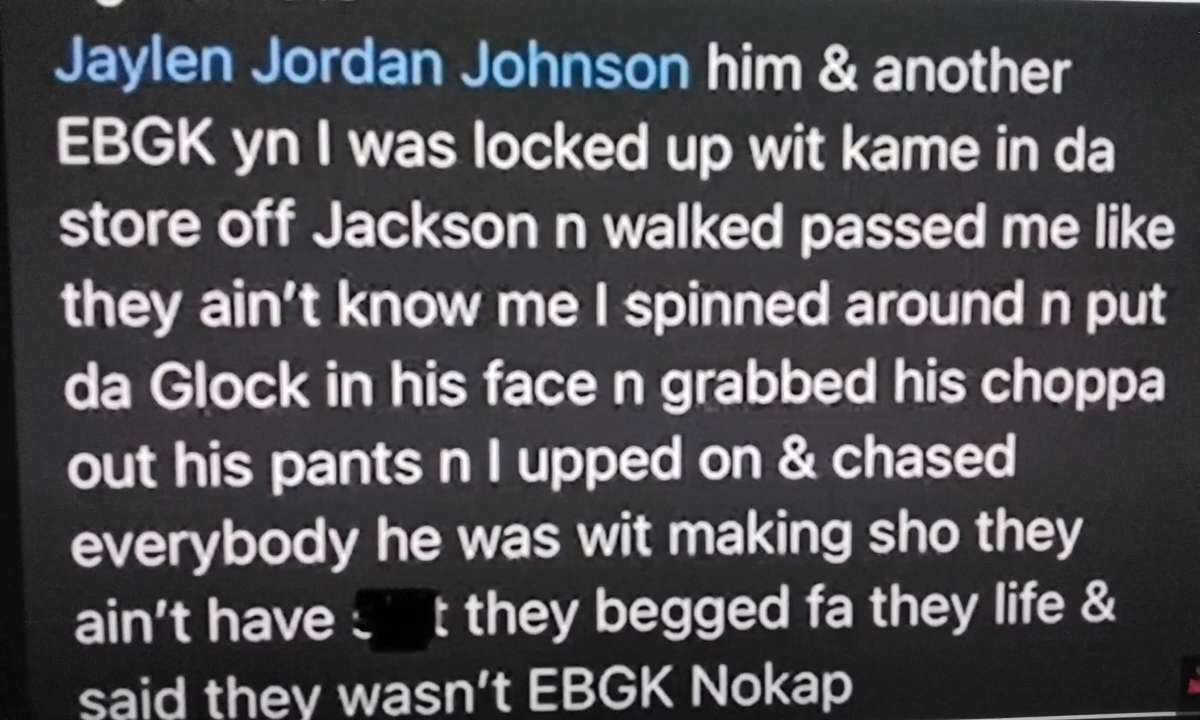 Jaylen Jordan Johnson him & another
EBGK yn I was locked up wit kame in da
store off Jackson n walked passed me like
they ain't know me I spinned around n put
da Glock in his face n grabbed his choppa
out his pants n I upped on & chased
everybody he was wit making sho they
ain't have they begged fa they life &
said they wasn't EBGK Nokap